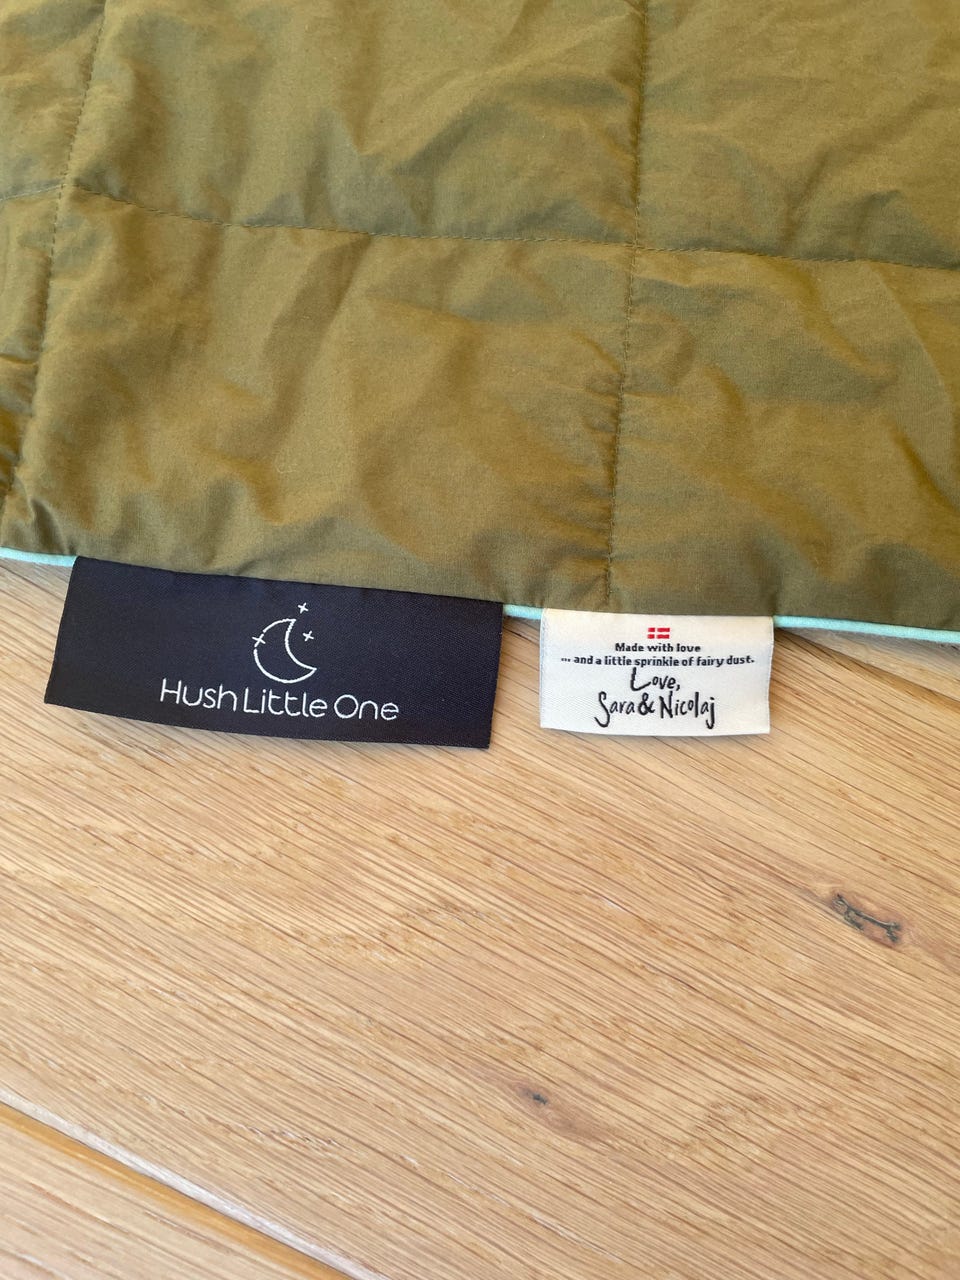 Hush Little One
Made with love
... and a little sprinkle of fairy dust.
Love,
Sara & Nicolaj